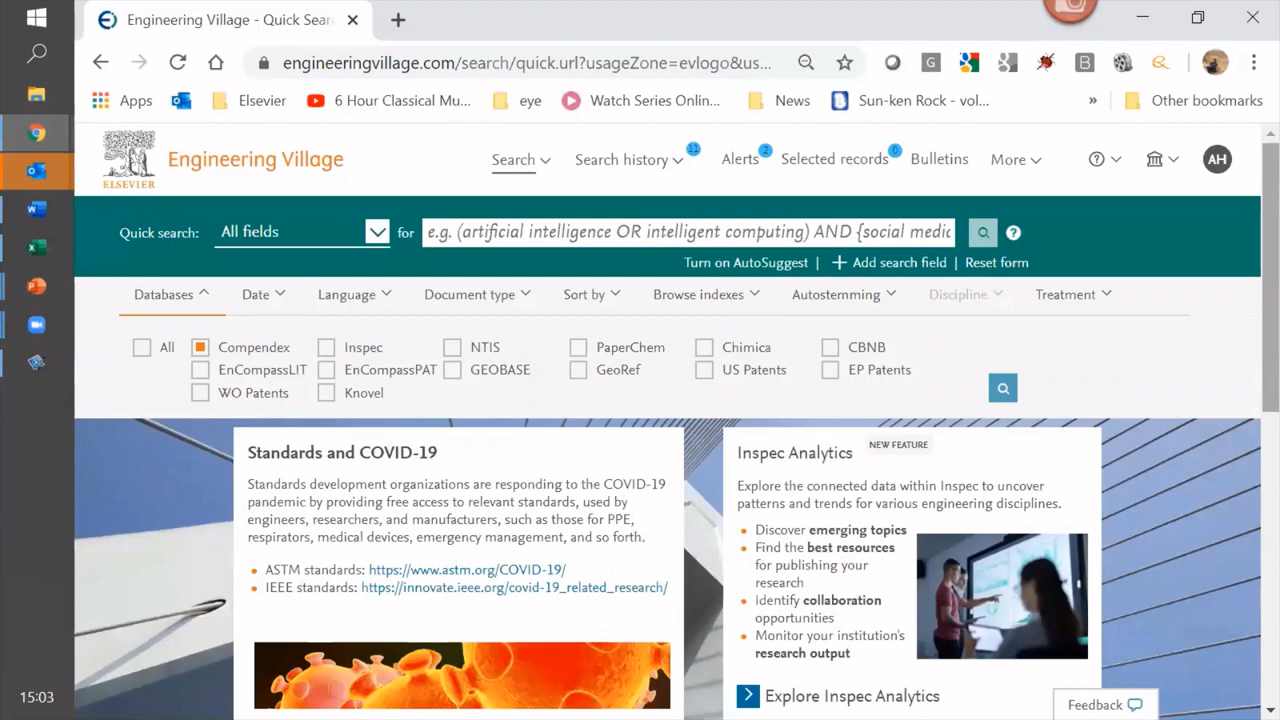 Engineering Village - Quick Sear
engineeringvillage.com/search/quick.url?usageZone=evlogo&us...
Apps Elsevier 6 Hour Classical Mu... eye Watch Series Onlin... News Sun-ken Rock - vol... » Other bookmarks
ELSEVIER
Engineering Village
Search Search history 11 Alerts 2 Selected records 0 Bulletins More AH
Quick search: All fields for e.g. (artificial intelligence OR intelligent computing) AND {social medic
Turn on AutoSuggest | + Add search field | Reset form
Databases Date Language Document type Sort by Browse indexes Autostemming Discipline Treatment
All Compendex Inspec NTIS PaperChem Chimica CBNB
EnCompassLIT EnCompassPAT GEOBASE GeoRef US Patents EP Patents
WO Patents Knovel
Standards and COVID-19
Standards development organizations are responding to the COVID-19
pandemic by providing free access to relevant standards, used by
engineers, researchers, and manufacturers, such as those for PPE,
respirators, medical devices, emergency management, and so forth.
• ASTM standards: https://www.astm.org/COVID-19/
• IEEE standards: https://innovate.ieee.org/covid-19_related_research/
Inspec Analytics NEW FEATURE
Explore the connected data within Inspec to uncover
patterns and trends for various engineering disciplines.
• Discover emerging topics
• Find the best resources
for publishing your
research
• Identify collaboration
opportunities
• Monitor your institution's
research output
Explore Inspec Analytics
Feedback
15:03